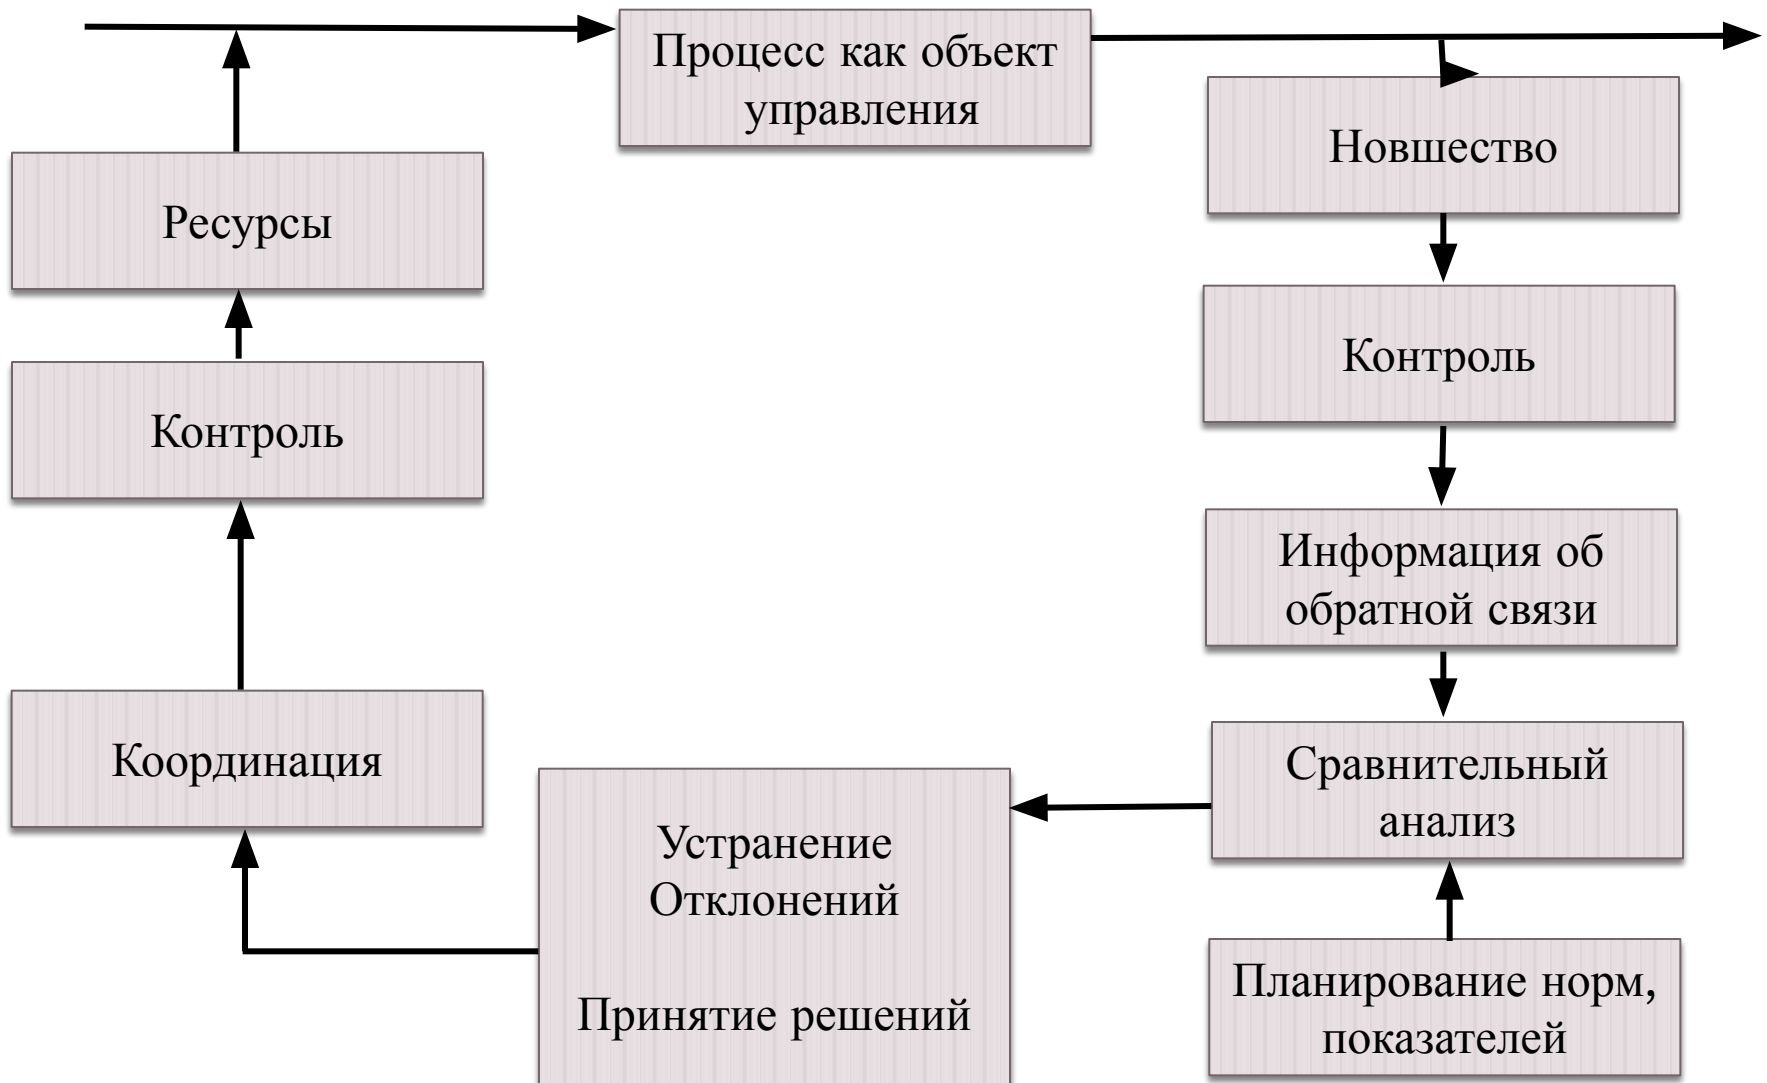 Процесс как объект
управления
Новшество
Ресурсы
Контроль
Контроль
Информация об
обратной связи
Координация
Сравнительный
анализ
Устранение
Отклонений
Принятие решений
Планирование норм,
показателей